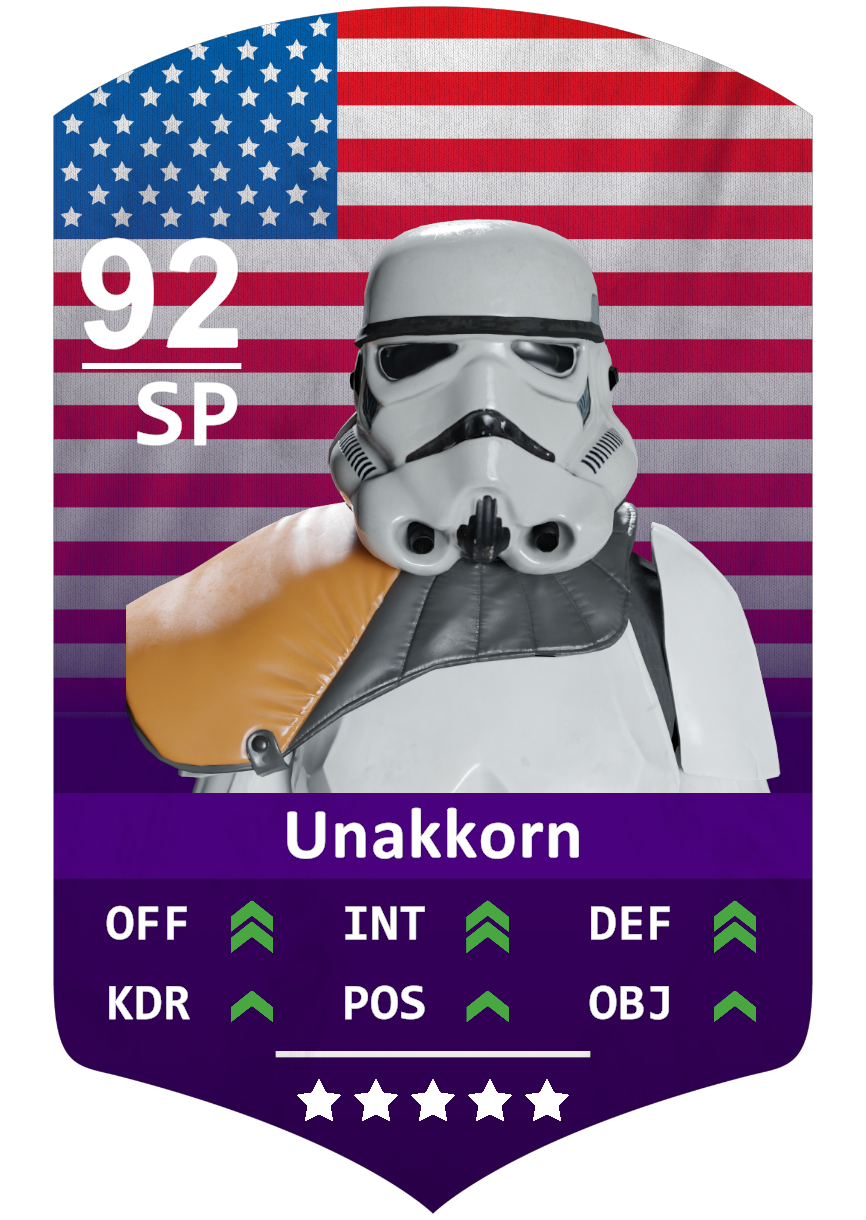 92
SP
Unakkorn
OFF INT DEF
KDR POS OBJ